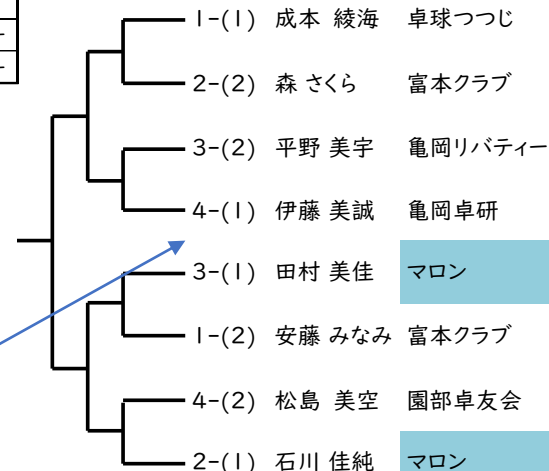 1-(1) 成本 綾海 卓球つつじ
2-(2) 森 さくら 富本クラブ
3-(2) 平野 美宇 亀岡リバティー
4-(1) 伊藤 美誠 亀岡卓研
3-(1) 田村 美佳 マロン
1-(2) 安藤 みなみ 富本クラブ
4-(2) 松島 美空 園部卓友会
2-(1) 石川 佳純 マロン